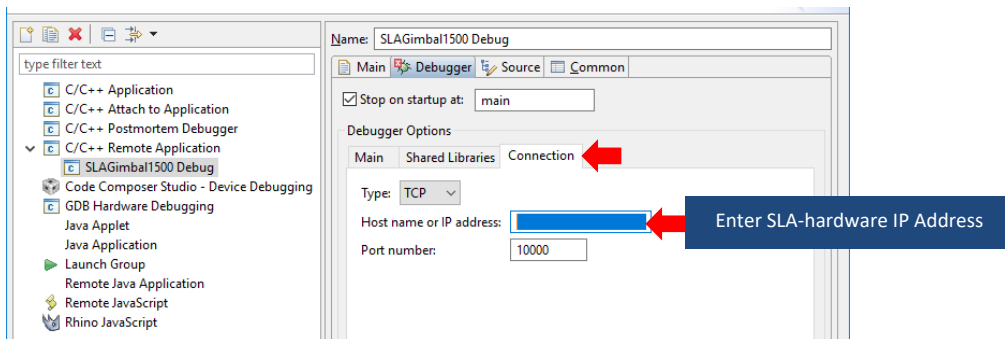 type filter text
C/C++ Application
C/C++ Attach to Application
C/C++ Postmortem Debugger
C/C++ Remote Application
SLAGimbal1500 Debug
Code Composer Studio - Device Debugging
GDB Hardware Debugging
Java Applet
Java Application
Launch Group
Remote Java Application
Remote JavaScript
Rhino JavaScript
Name: SLAGimbal1500 Debug
Main Debugger Source Common
Stop on startup at: main
Debugger Options
Main Shared Libraries Connection
Type: TCP
Host name or IP address:
Enter SLA-hardware IP Address
Port number: 10000